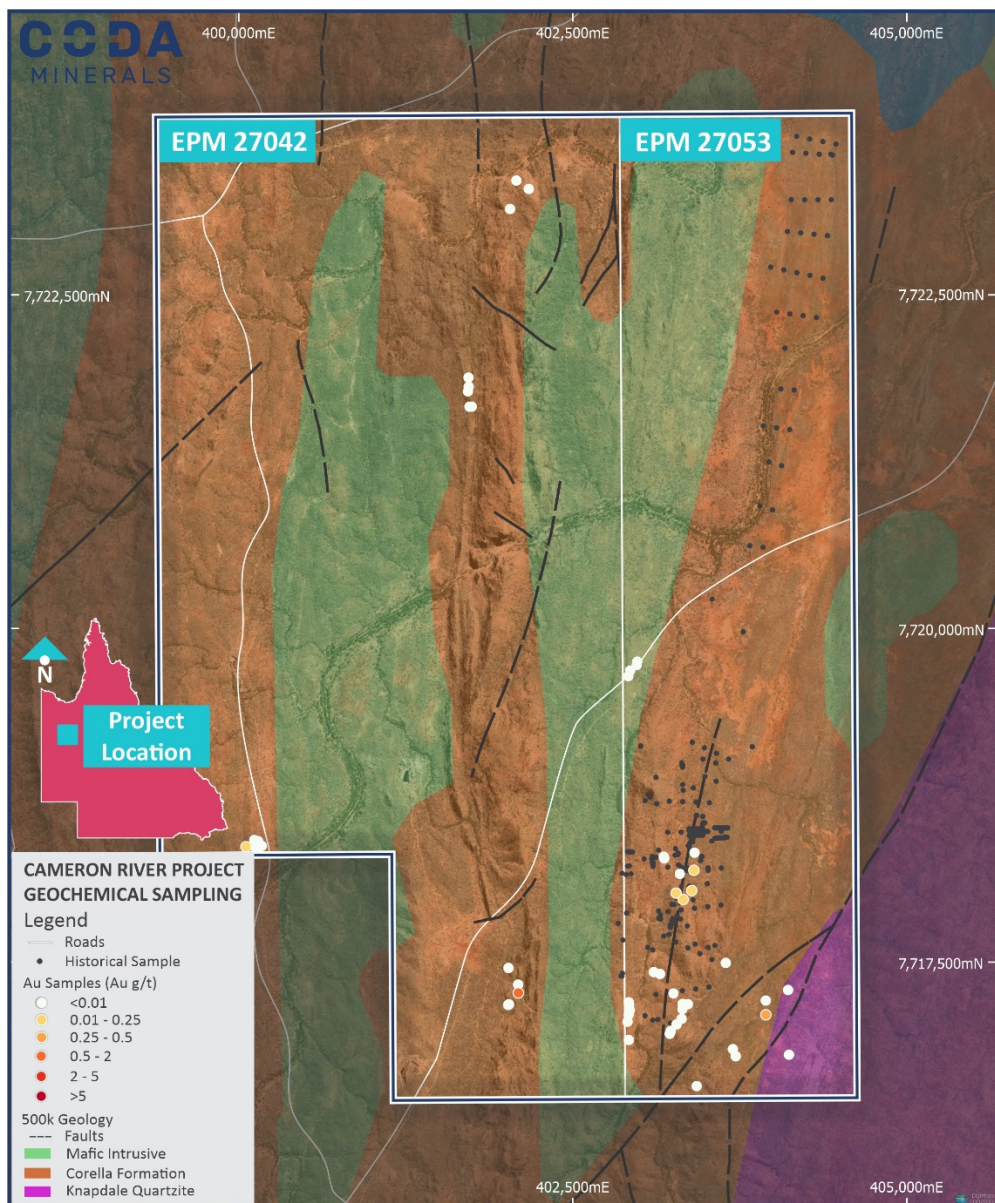 CODA
MINERALS
400,000mE
402,500mE
405,000mE
EPM 27042
EPM 27053
7,722,500mN
7,722,500mN
7,720,000mN
N
Project
Location
7,717,500mN
CAMERON RIVER PROJECT
GEOCHEMICAL SAMPLING
Legend
Roads
Historical Sample
Au Samples (Au g/t)
<0.01
0.01 - 0.25
0.25 - 0.5
0.5 - 2
2 - 5
>5
500k Geology
Faults
Mafic Intrusive
Corella Formation
Knapdale Quartzite
402,500mE
405,000mE